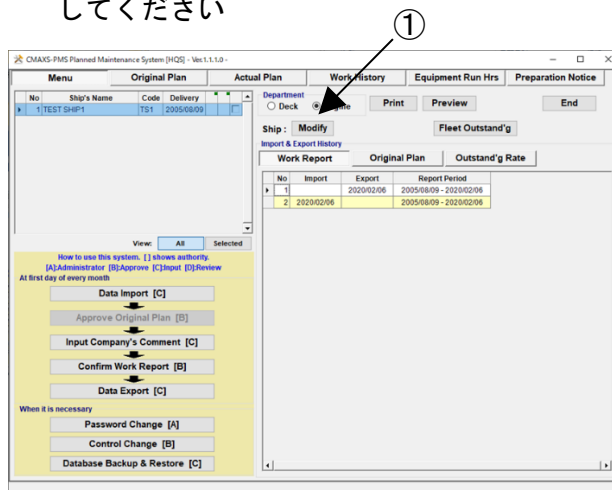 してください
①
CMAXS-PMS Planned Maintenance System [HQS] - Ver.1.1.1.0 -
Menu Original Plan Actual Plan Work History Equipment Run Hrs Preparation Notice
No Ship's Name Code Delivery
1 TEST SHIP1 TS1 2005/08/09
View: All Selected
How to use this system. [ ] shows authority.
[A]:Administrator [B]:Approve [C]:Input [D]:Review
At first day of every month
Data Import [C]
Approve Original Plan [B]
Input Company's Comment [C]
Confirm Work Report [B]
Data Export [C]
When it is necessary
Password Change [A]
Control Change [B]
Database Backup & Restore [C]
Department
Deck
Print Preview End
Ship : Modify Fleet Outstand'g
Import & Export History
Work Report Original Plan Outstand'g Rate
No Import Export Report Period
1 2020/02/06 2005/08/09 - 2020/02/06
2 2020/02/06 2005/08/09 - 2020/02/06